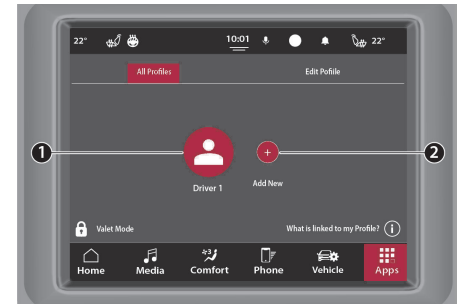 22° 10:01 22°
All Profiles Edit Pofile
1 2
+
Driver 1 Add New
Valet Mode What is linked to my Profile? i
Home Media Comfort Phone Vehicle Apps